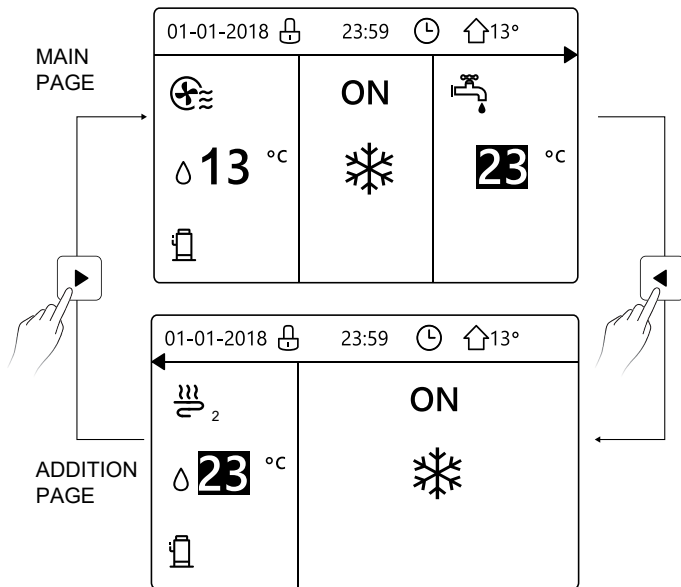 MAIN
PAGE
01-01-2018 23:59 13°
ON
13 °C
23 °C
ADDITION
PAGE
01-01-2018 23:59 13°
2
ON
23 °C